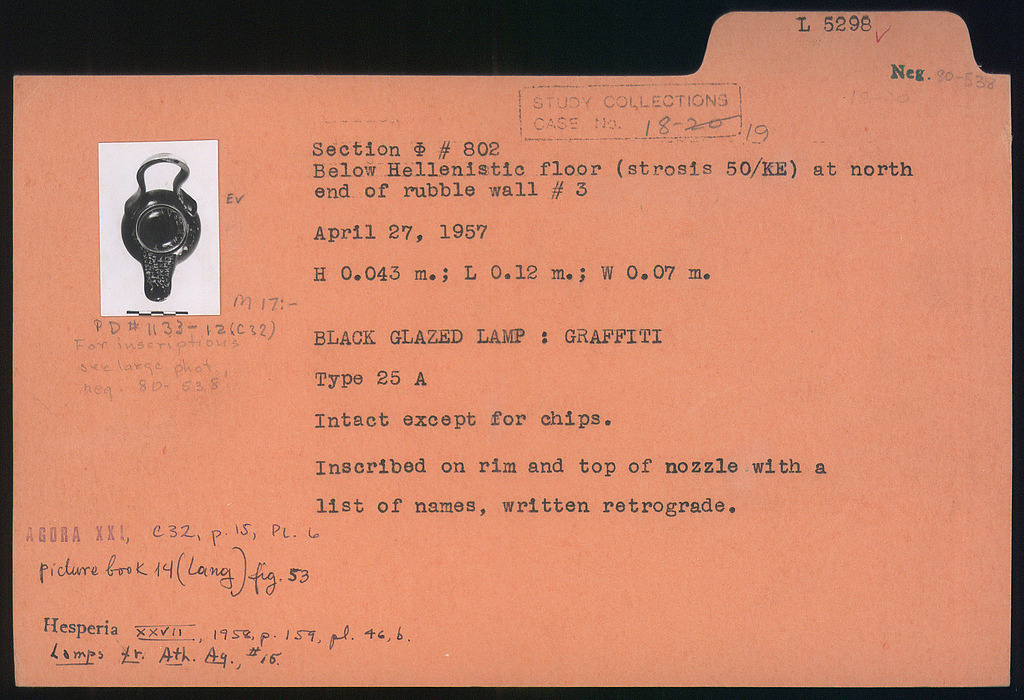 L 5298 ✓
Neg. 80-538
18-20
STUDY COLLECTIONS
CASE No. 18-20 19
Section Φ # 802
Below Hellenistic floor (strosis 50/KE) at north
end of rubble wall # 3
EV
April 27, 1957
H 0.043 m.; L 0.12 m.; W 0.07 m.
M 17:-
PD # 1133-12 (C32)
For inscriptions
see large phot,
neg. 80-538
BLACK GLAZED LAMP : GRAFFITI
Type 25 A
Intact except for chips.
Inscribed on rim and top of nozzle with a
list of names, written retrograde.
AGORA XXI, C32, p. 15, PL. 6
picture book 14 (Lang) fig. 53
Hesperia XXVII, 1958, p. 159, pl. 46, b.
Lamps fr. Ath. Ag., #15.